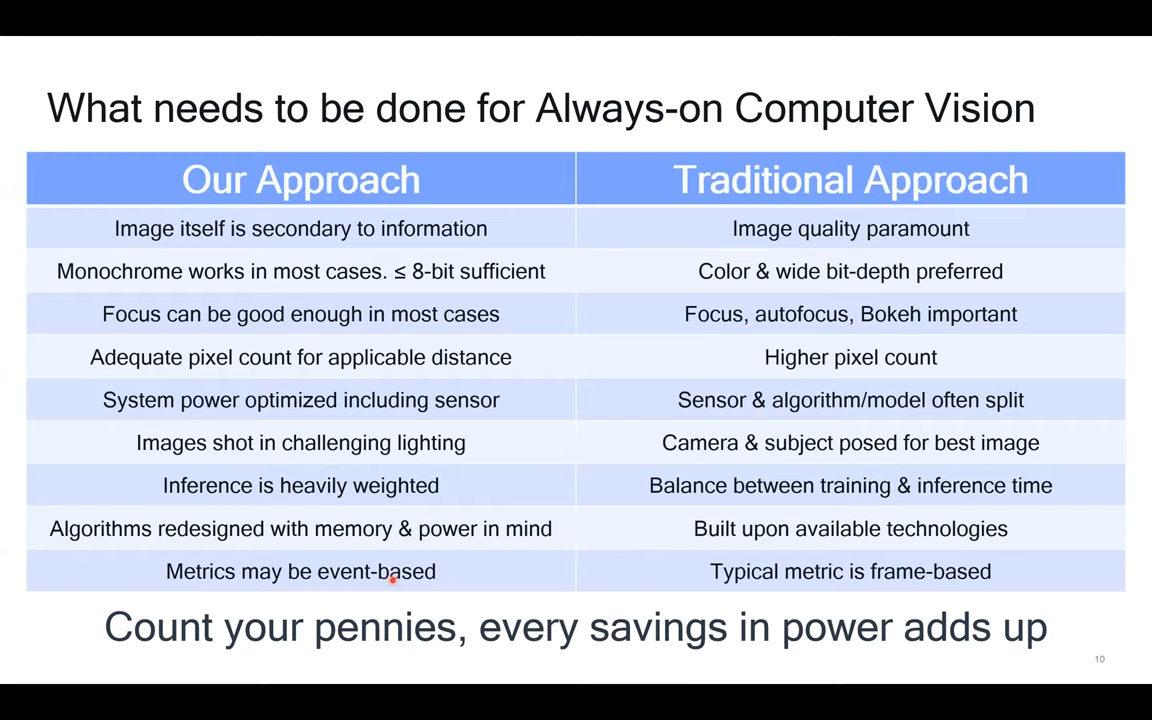 What needs to be done for Always-on Computer Vision
Our Approach Traditional Approach
Image itself is secondary to information Image quality paramount
Monochrome works in most cases. ≤ 8-bit sufficient Color & wide bit-depth preferred
Focus can be good enough in most cases Focus, autofocus, Bokeh important
Adequate pixel count for applicable distance Higher pixel count
System power optimized including sensor Sensor & algorithm/model often split
Images shot in challenging lighting Camera & subject posed for best image
Inference is heavily weighted Balance between training & inference time
Algorithms redesigned with memory & power in mind Built upon available technologies
Metrics may be event-based Typical metric is frame-based
Count your pennies, every savings in power adds up
10